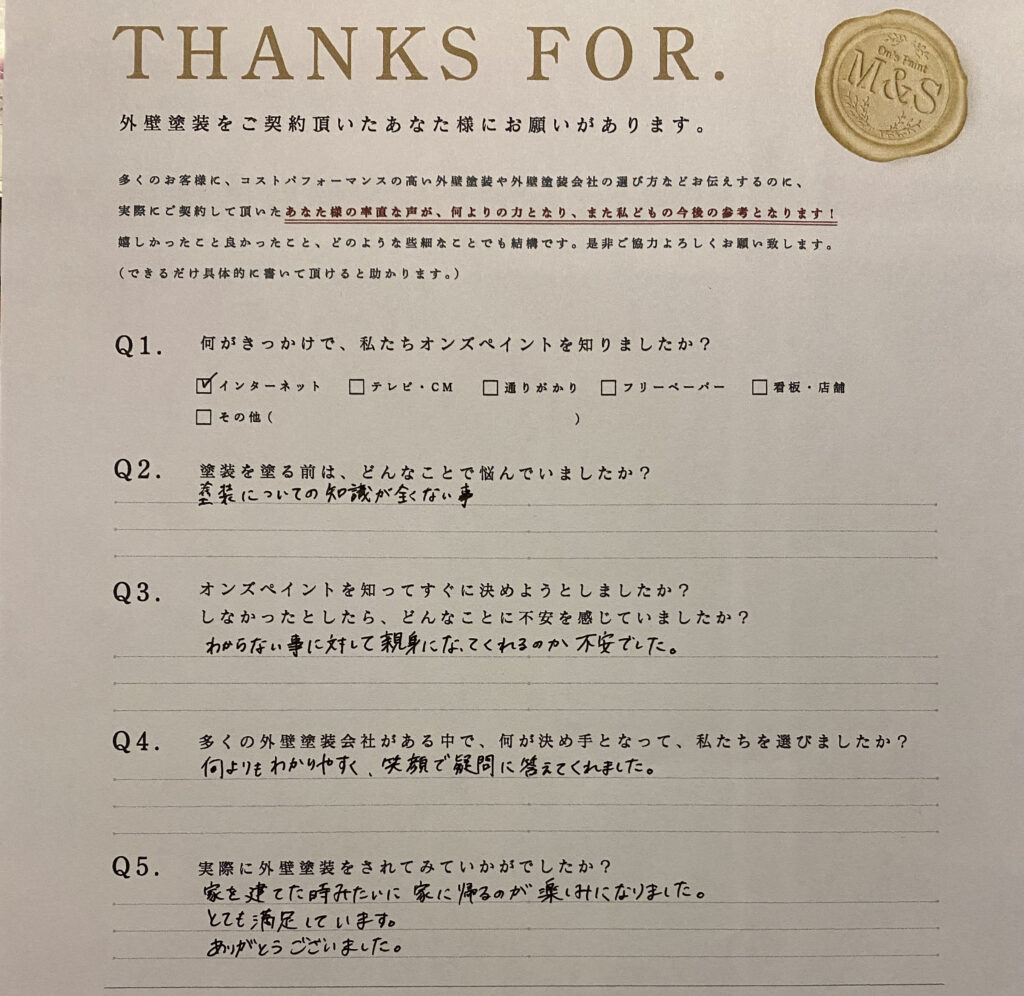 THANKS FOR.
On's Paint
M&S
外壁塗装をご契約頂いたあなた様にお願いがあります。
多くのお客様に、コストパフォーマンスの高い外壁塗装や外壁塗装会社の選び方などお伝えするのに、
実際にご契約して頂いたあなた様の率直な声が、何よりの力となり、また私どもの今後の参考となります！
嬉しかったこと良かったこと、どのような些細なことでも結構です。是非ご協力よろしくお願い致します。
（できるだけ具体的に書いて頂けると助かります。）
Q1. 何がきっかけで、私たちオンズペイントを知りましたか？
☑インターネット □テレビ・CM □通りがかり □フリーペーパー □看板・店舗
□その他（ ）
Q2. 塗装を塗る前は、どんなことで悩んでいましたか？
塗装についての知識が全くない事
Q3. オンズペイントを知ってすぐに決めようとしましたか？
しなかったとしたら、どんなことに不安を感じていましたか？
わからない事に対して親身になってくれるのか不安でした。
Q4. 多くの外壁塗装会社がある中で、何が決め手となって、私たちを選びましたか？
何よりもわかりやすく、笑顔で疑問に答えてくれました。
Q5. 実際に外壁塗装をされてみていかがでしたか？
家を建てた時みたいに家に帰るのが楽しみになりました。
とても満足しています。
ありがとうございました。